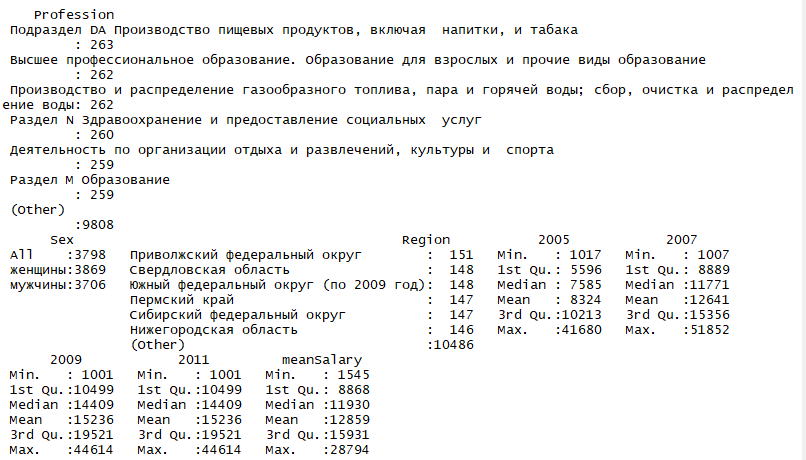 Profession
Подраздел DA Производство пищевых продуктов, включая  напитки, и табака
: 263
Высшее профессиональное образование. Образование для взрослых и прочие виды образование
: 262
Производство и распределение газообразного топлива, пара и горячей воды; сбор, очистка и распредел
ение воды: 262
Раздел N Здравоохранение и предоставление социальных  услуг
: 260
Деятельность по организации отдыха и развлечений, культуры и  спорта
: 259
Раздел М Образование
: 259
(Other)
:9808
Sex Region 2005 2007
All    :3798   Приволжский федеральный округ        :  151   Min.   : 1017   Min.   : 1007
женщины:3869   Свердловская область                 :  148   1st Qu.: 5596   1st Qu.: 8889
мужчины:3706   Южный федеральный округ (по 2009 год):  148   Median : 7585   Median :11771
Пермский край                        :  147   Mean   : 8324   Mean   :12641
Сибирский федеральный округ          :  147   3rd Qu.:10213   3rd Qu.:15356
Нижегородская область                :  146   Max.   :41680   Max.   :51852
(Other)                              :10486
2009 2011 meanSalary
Min.   : 1001   Min.   : 1001   Min.   : 1545
1st Qu.:10499   1st Qu.:10499   1st Qu.: 8868
Median :14409   Median :14409   Median :11930
Mean   :15236   Mean   :15236   Mean   :12859
3rd Qu.:19521   3rd Qu.:19521   3rd Qu.:15931
Max.   :44614   Max.   :44614   Max.   :28794